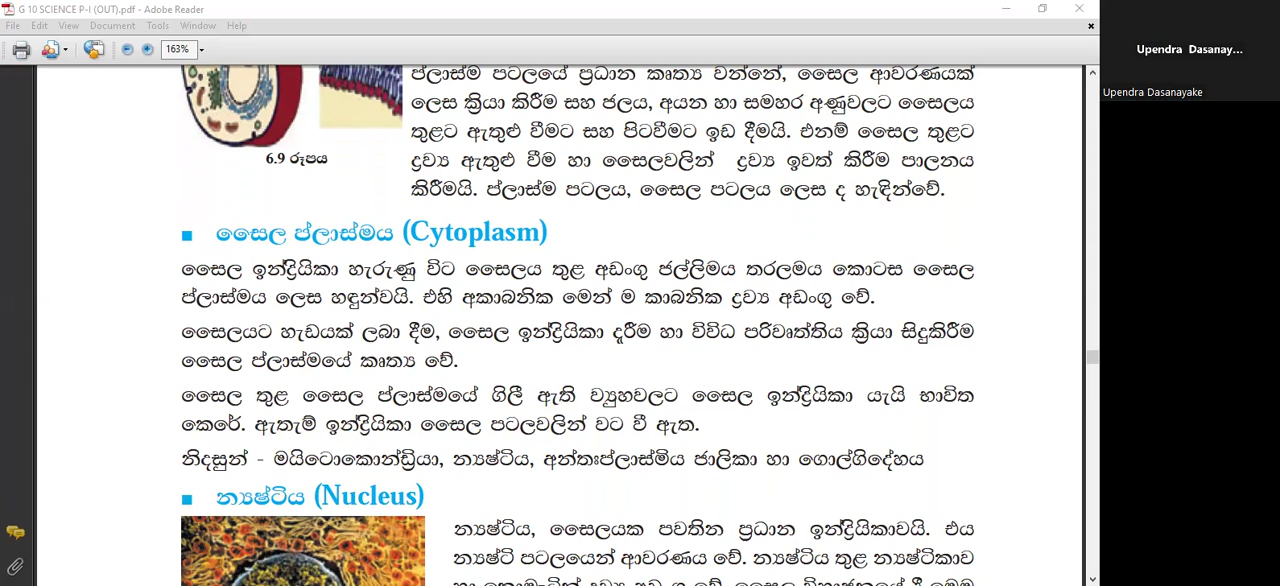 G 10 SCIENCE P-I (OUT).pdf - Adobe Reader
File Edit View Document Tools Window Help
163%
ප්ලාස්ම පටලයේ ප්‍රධාන කෘත්‍ය වන්නේ, සෛල ආවරණයක්
ලෙස ක්‍රියා කිරීම සහ ජලය, අයන හා සමහර අණුවලට සෛලය
තුළට ඇතුළු වීමට සහ පිටවීමට ඉඩ දීමයි. එනම් සෛල තුළට
ද්‍රව්‍ය ඇතුළු වීම හා සෛලවලින් ද්‍රව්‍ය ඉවත් කිරීම පාලනය
කිරීමයි. ප්ලාස්ම පටලය, සෛල පටලය ලෙස ද හැඳින්වේ.
6.9 රූපය
■ සෛල ප්ලාස්මය (Cytoplasm)
සෛල ඉන්ද්‍රියිකා හැරුණු විට සෛලය තුළ අඩංගු ජල්ලිමය තරලමය කොටස සෛල
ප්ලාස්මය ලෙස හඳුන්වයි. එහි අකාබනික මෙන් ම කාබනික ද්‍රව්‍ය අඩංගු වේ.
සෛලයට හැඩයක් ලබා දීම, සෛල ඉන්ද්‍රියිකා දැරීම හා විවිධ පරිවෘත්තිය ක්‍රියා සිදුකිරීම
සෛල ප්ලාස්මයේ කෘත්‍ය වේ.
සෛල තුළ සෛල ප්ලාස්මයේ ගිලී ඇති ව්‍යුහවලට සෛල ඉන්ද්‍රියිකා යැයි භාවිත
කෙරේ. ඇතැම් ඉන්ද්‍රියිකා සෛල පටලවලින් වට වී ඇත.
නිදසුන් - මයිටොකොන්ඩ්‍රියා, න්‍යෂ්ටිය, අන්තඃප්ලාස්මිය ජාලිකා හා ගොල්ගිදේහය
■ න්‍යෂ්ටිය (Nucleus)
න්‍යෂ්ටිය, සෛලයක පවතින ප්‍රධාන ඉන්ද්‍රියිකාවයි. එය
න්‍යෂ්ටි පටලයෙන් ආවරණය වේ. න්‍යෂ්ටිය තුළ න්‍යෂ්ටිකාව
Upendra Dasanay...
Upendra Dasanayake